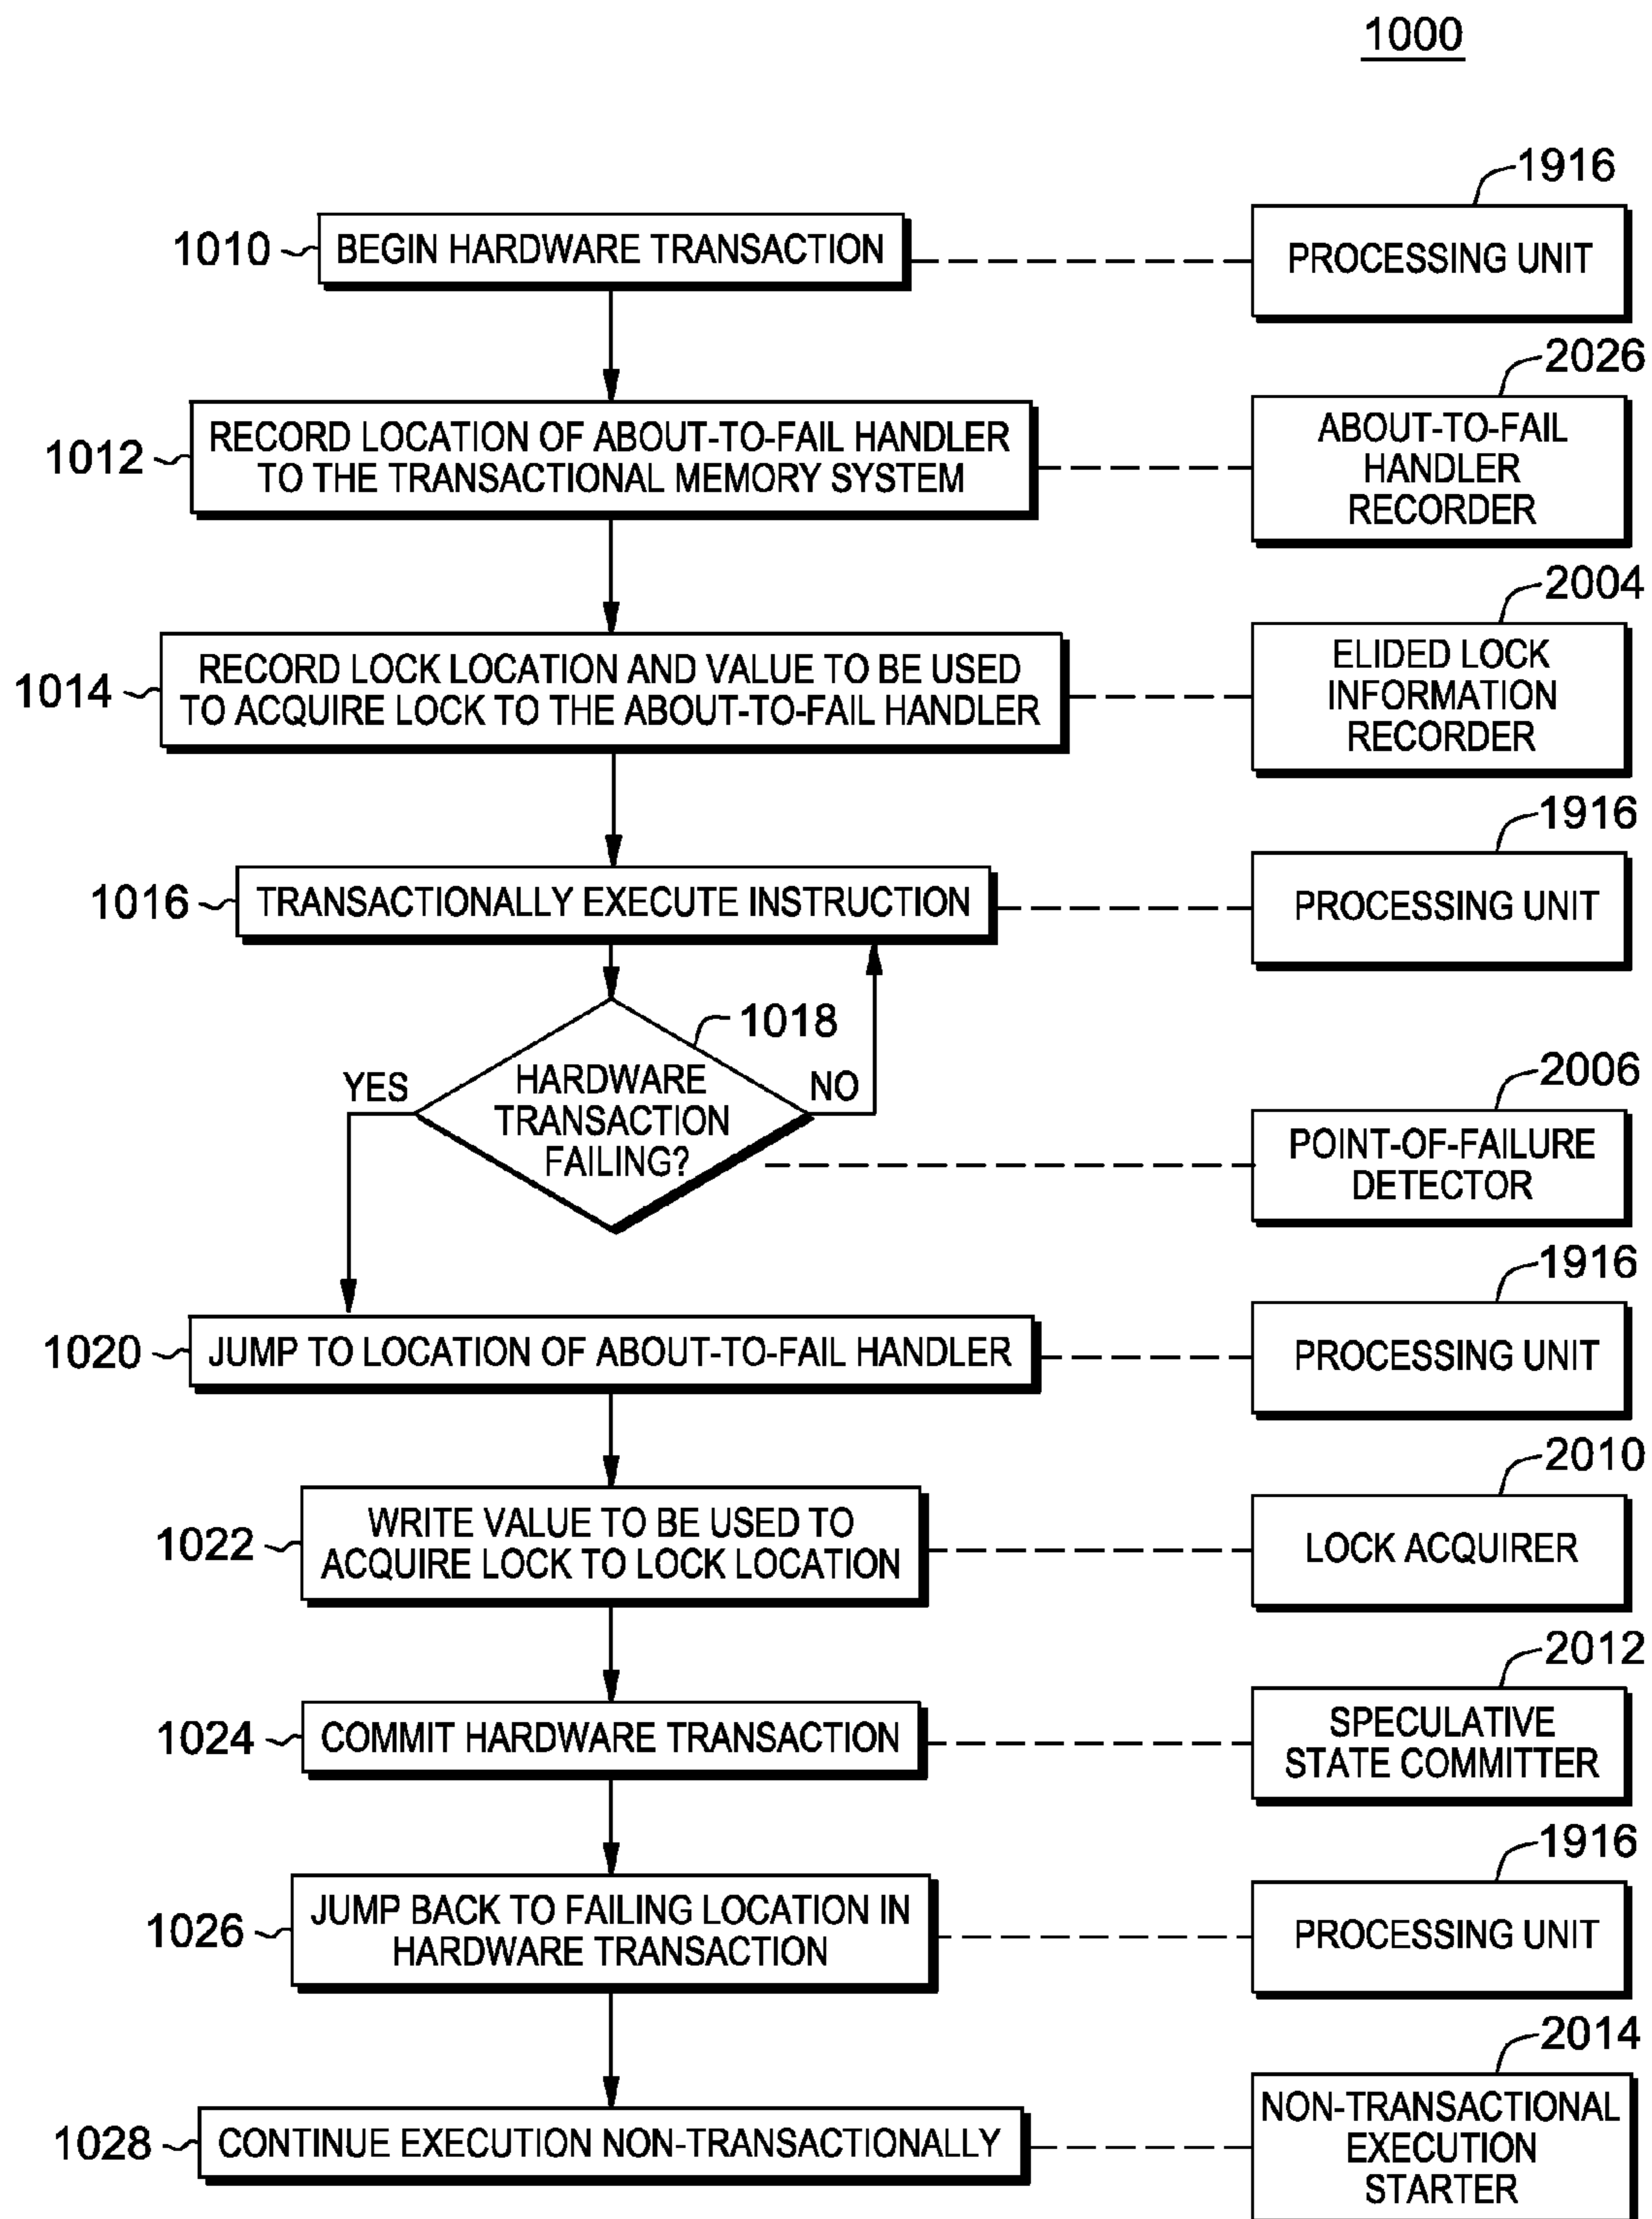 1000
1916
1010
BEGIN HARDWARE TRANSACTION
PROCESSING UNIT
2026
1012
RECORD LOCATION OF ABOUT-TO-FAIL HANDLER
TO THE TRANSACTIONAL MEMORY SYSTEM
ABOUT-TO-FAIL
HANDLER
RECORDER
2004
1014
RECORD LOCK LOCATION AND VALUE TO BE USED
TO ACQUIRE LOCK TO THE ABOUT-TO-FAIL HANDLER
ELIDED LOCK
INFORMATION
RECORDER
1916
1016
TRANSACTIONALLY EXECUTE INSTRUCTION
PROCESSING UNIT
1018
YES
HARDWARE
TRANSACTION
FAILING?
NO
2006
POINT-OF-FAILURE
DETECTOR
1916
1020
JUMP TO LOCATION OF ABOUT-TO-FAIL HANDLER
PROCESSING UNIT
2010
1022
WRITE VALUE TO BE USED TO
ACQUIRE LOCK TO LOCK LOCATION
LOCK ACQUIRER
2012
1024
COMMIT HARDWARE TRANSACTION
SPECULATIVE
STATE COMMITTER
1916
1026
JUMP BACK TO FAILING LOCATION IN
HARDWARE TRANSACTION
PROCESSING UNIT
2014
1028
CONTINUE EXECUTION NON-TRANSACTIONALLY
NON-TRANSACTIONAL
EXECUTION
STARTER